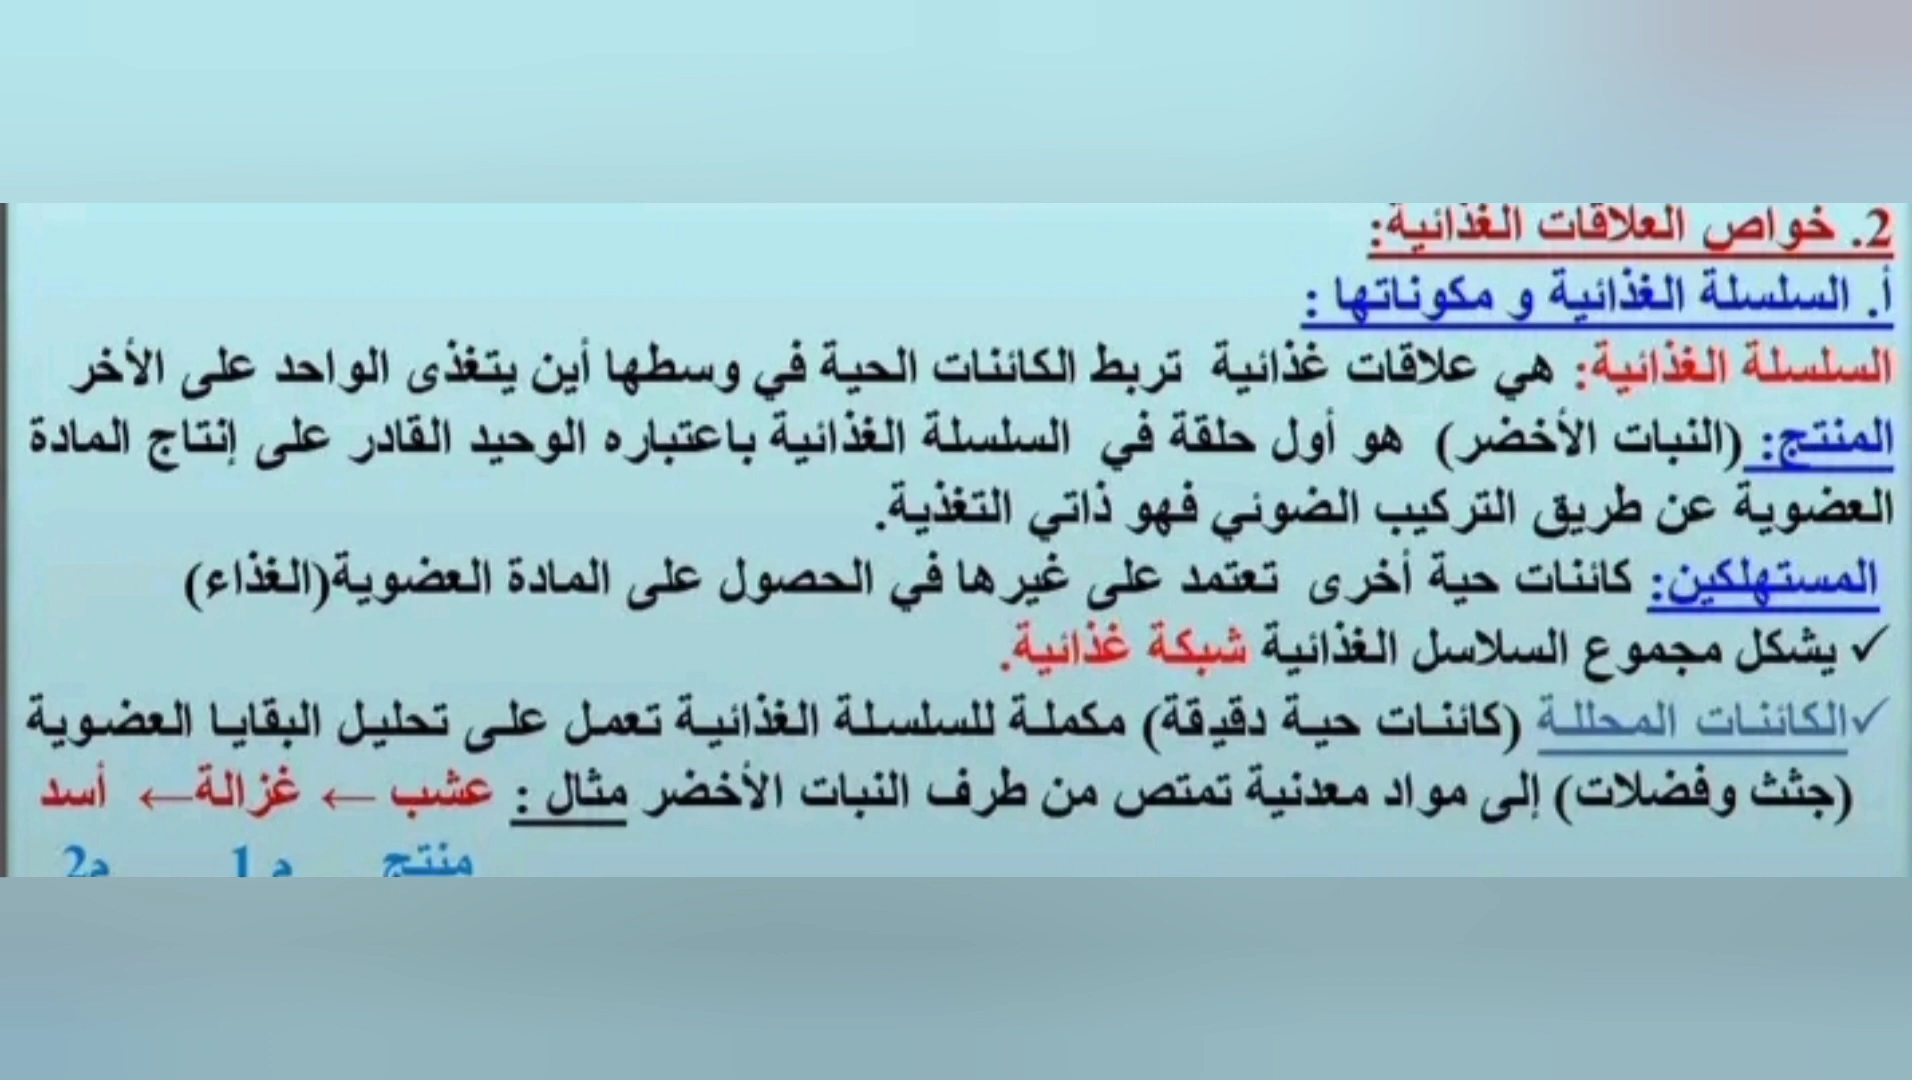 2. خواص العلاقات الغذائية:
أ. السلسلة الغذائية و مكوناتها :
السلسلة الغذائية: هي علاقات غذائية تربط الكائنات الحية في وسطها أين يتغذى الواحد على الأخر
المنتج: (النبات الأخضر) هو أول حلقة في السلسلة الغذائية باعتباره الوحيد القادر على إنتاج المادة
العضوية عن طريق التركيب الضوئي فهو ذاتي التغذية.
المستهلكين: كائنات حية أخرى تعتمد على غيرها في الحصول على المادة العضوية(الغذاء)
✓ يشكل مجموع السلاسل الغذائية شبكة غذائية.
✓الكائنات المحللة (كائنات حية دقيقة) مكملة للسلسلة الغذائية تعمل على تحليل البقايا العضوية
(جثث وفضلات) إلى مواد معدنية تمتص من طرف النبات الأخضر مثال : عشب ← غزالة← أسد
منتج م1 م2